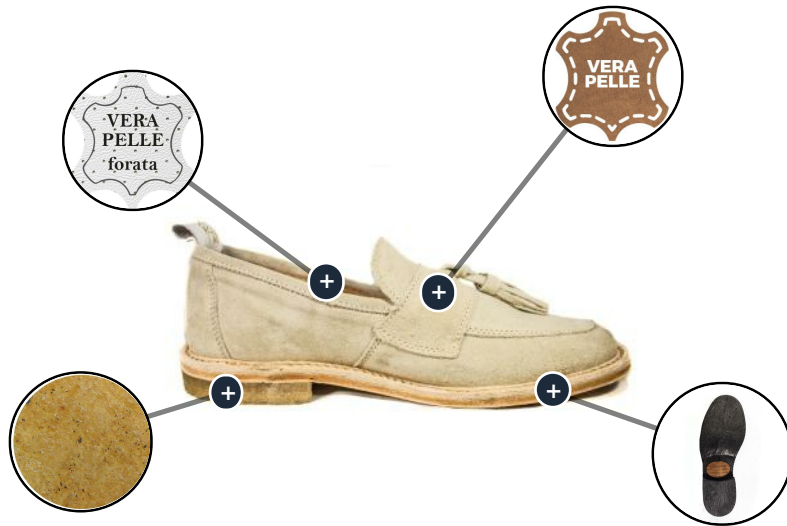 VERA
PELLE
forata
VERA
PELLE
+
+
+
+